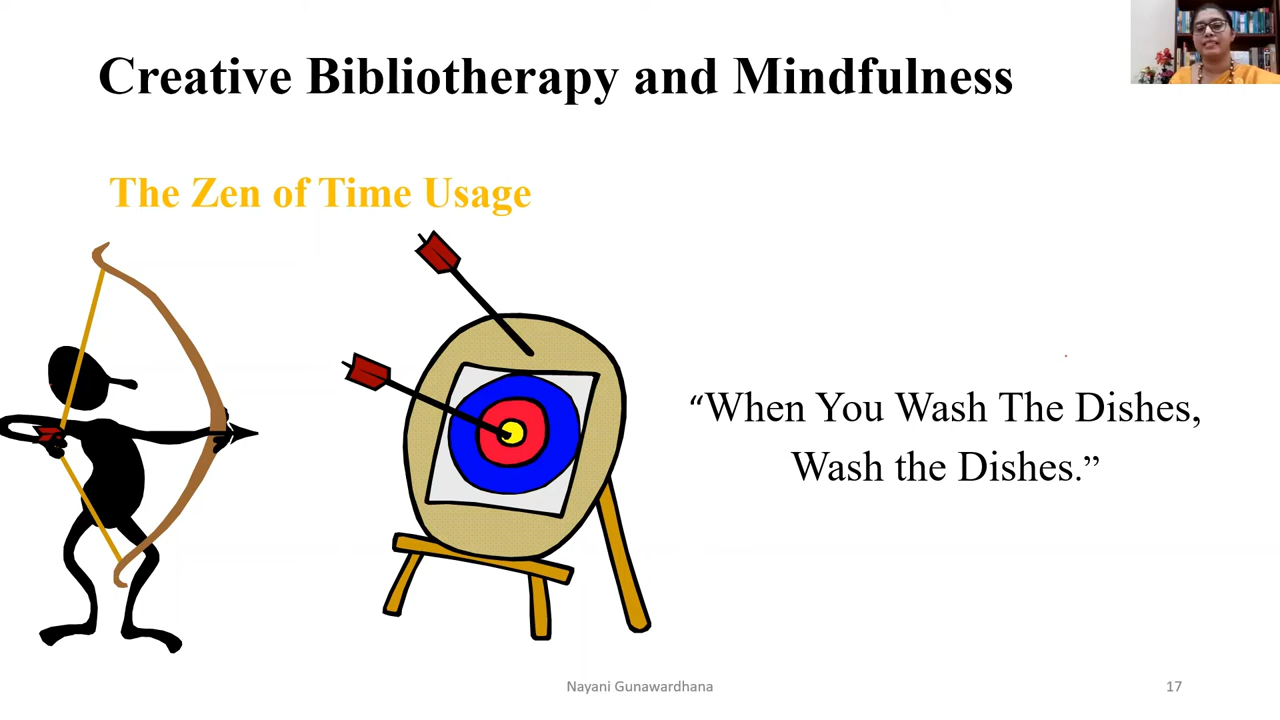 Creative Bibliotherapy and Mindfulness
The Zen of Time Usage
“When You Wash The Dishes,
Wash the Dishes.”
Nayani Gunawardhana
17